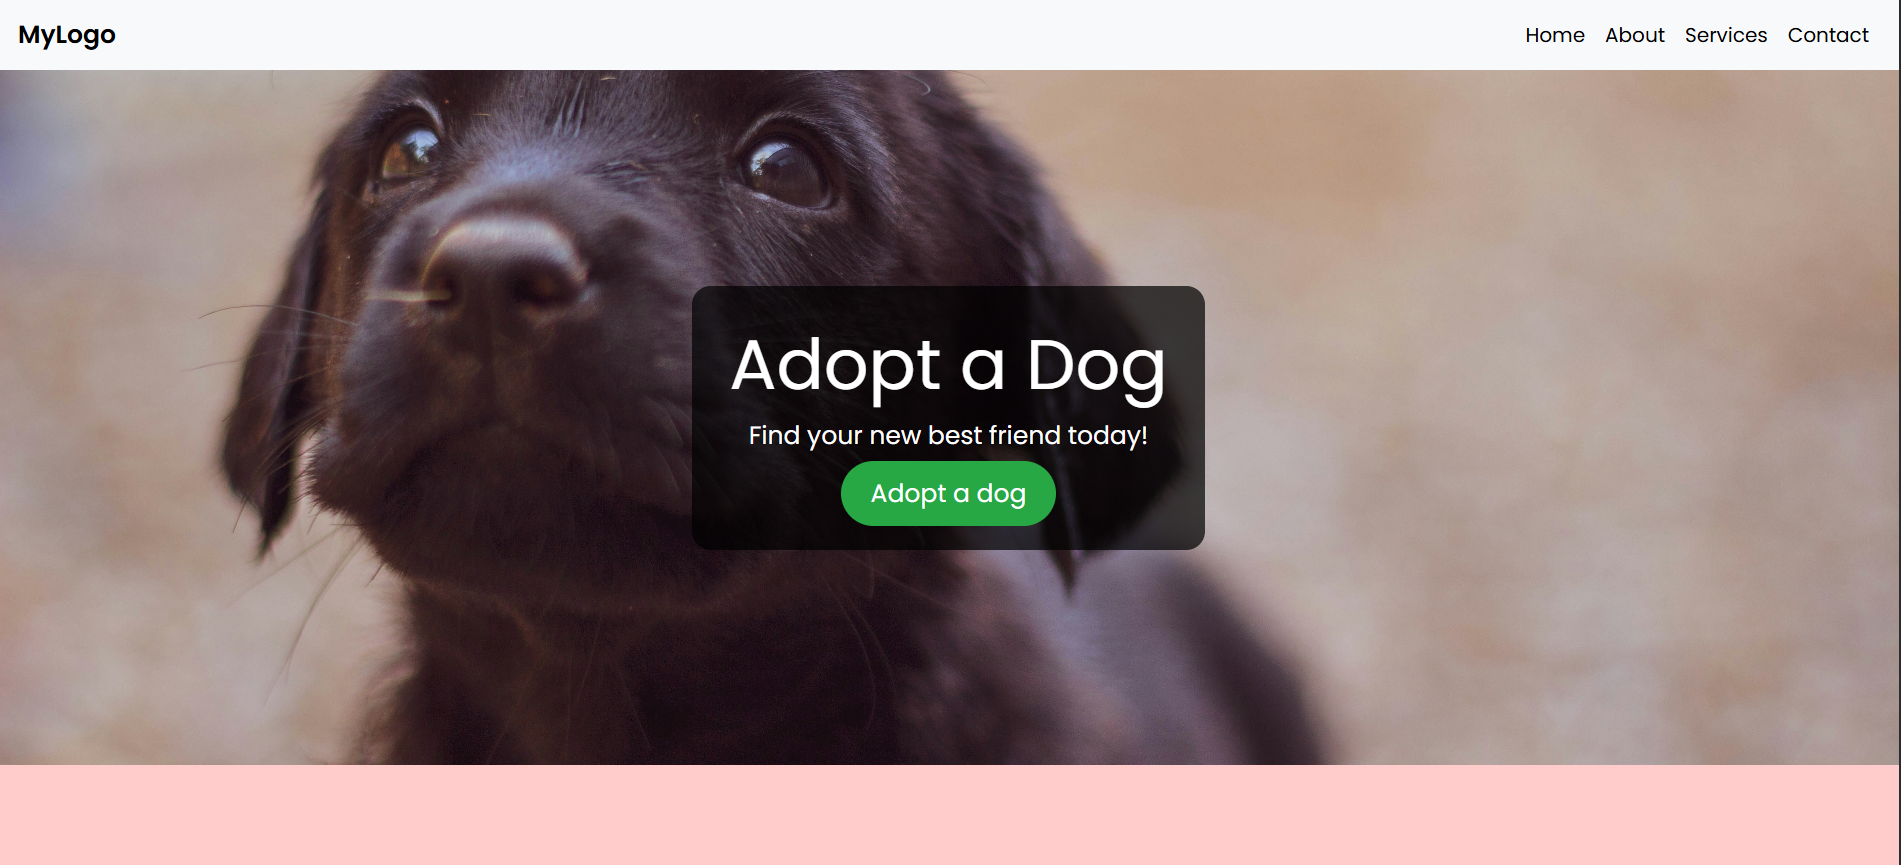 MyLogo
Home About Services Contact
Adopt a Dog
Find your new best friend today!
Adopt a dog